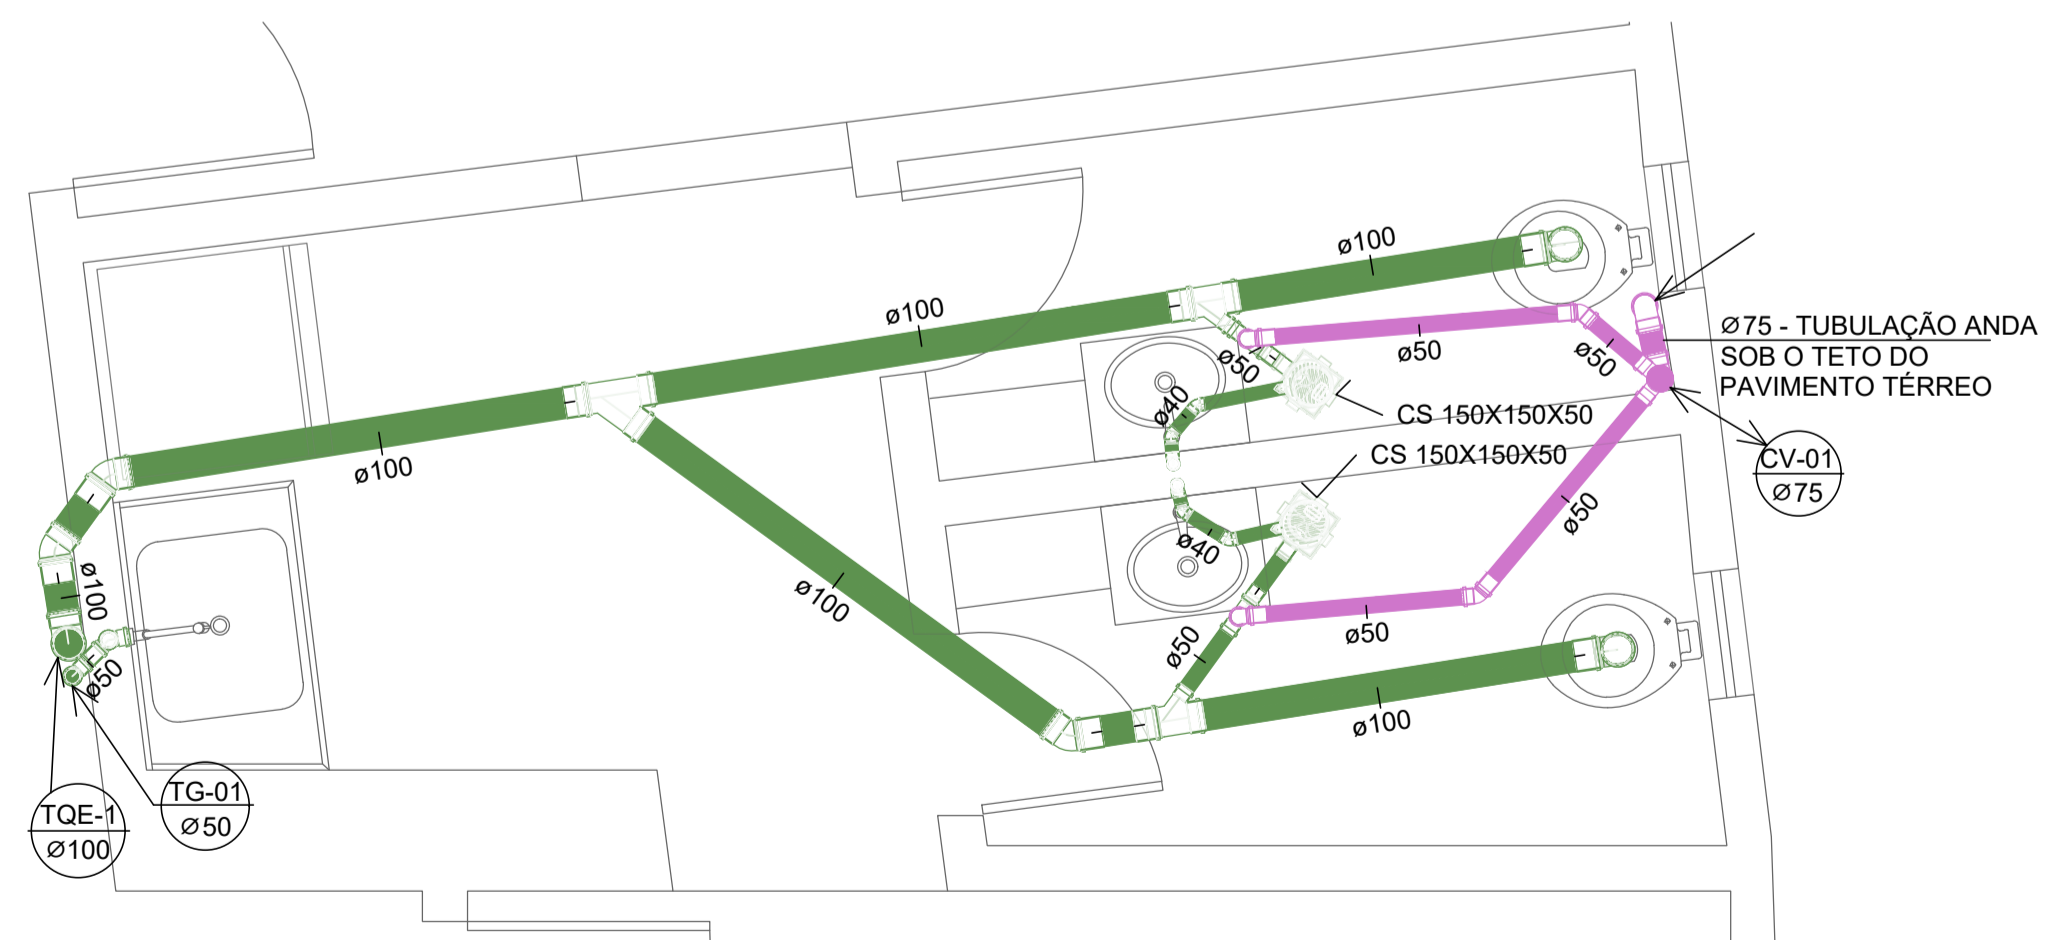 ø100
ø100
Ø75 - TUBULAÇÃO ANDA
SOB O TETO DO
PAVIMENTO TÉRREO
ø50
ø50
ø50
ø40
CS 150X150X50
CS 150X150X50
ø100
CV-01
Ø75
ø50
ø40
ø100
ø100
ø50
ø50
ø50
ø100
TG-01
Ø50
TQE-1
Ø100